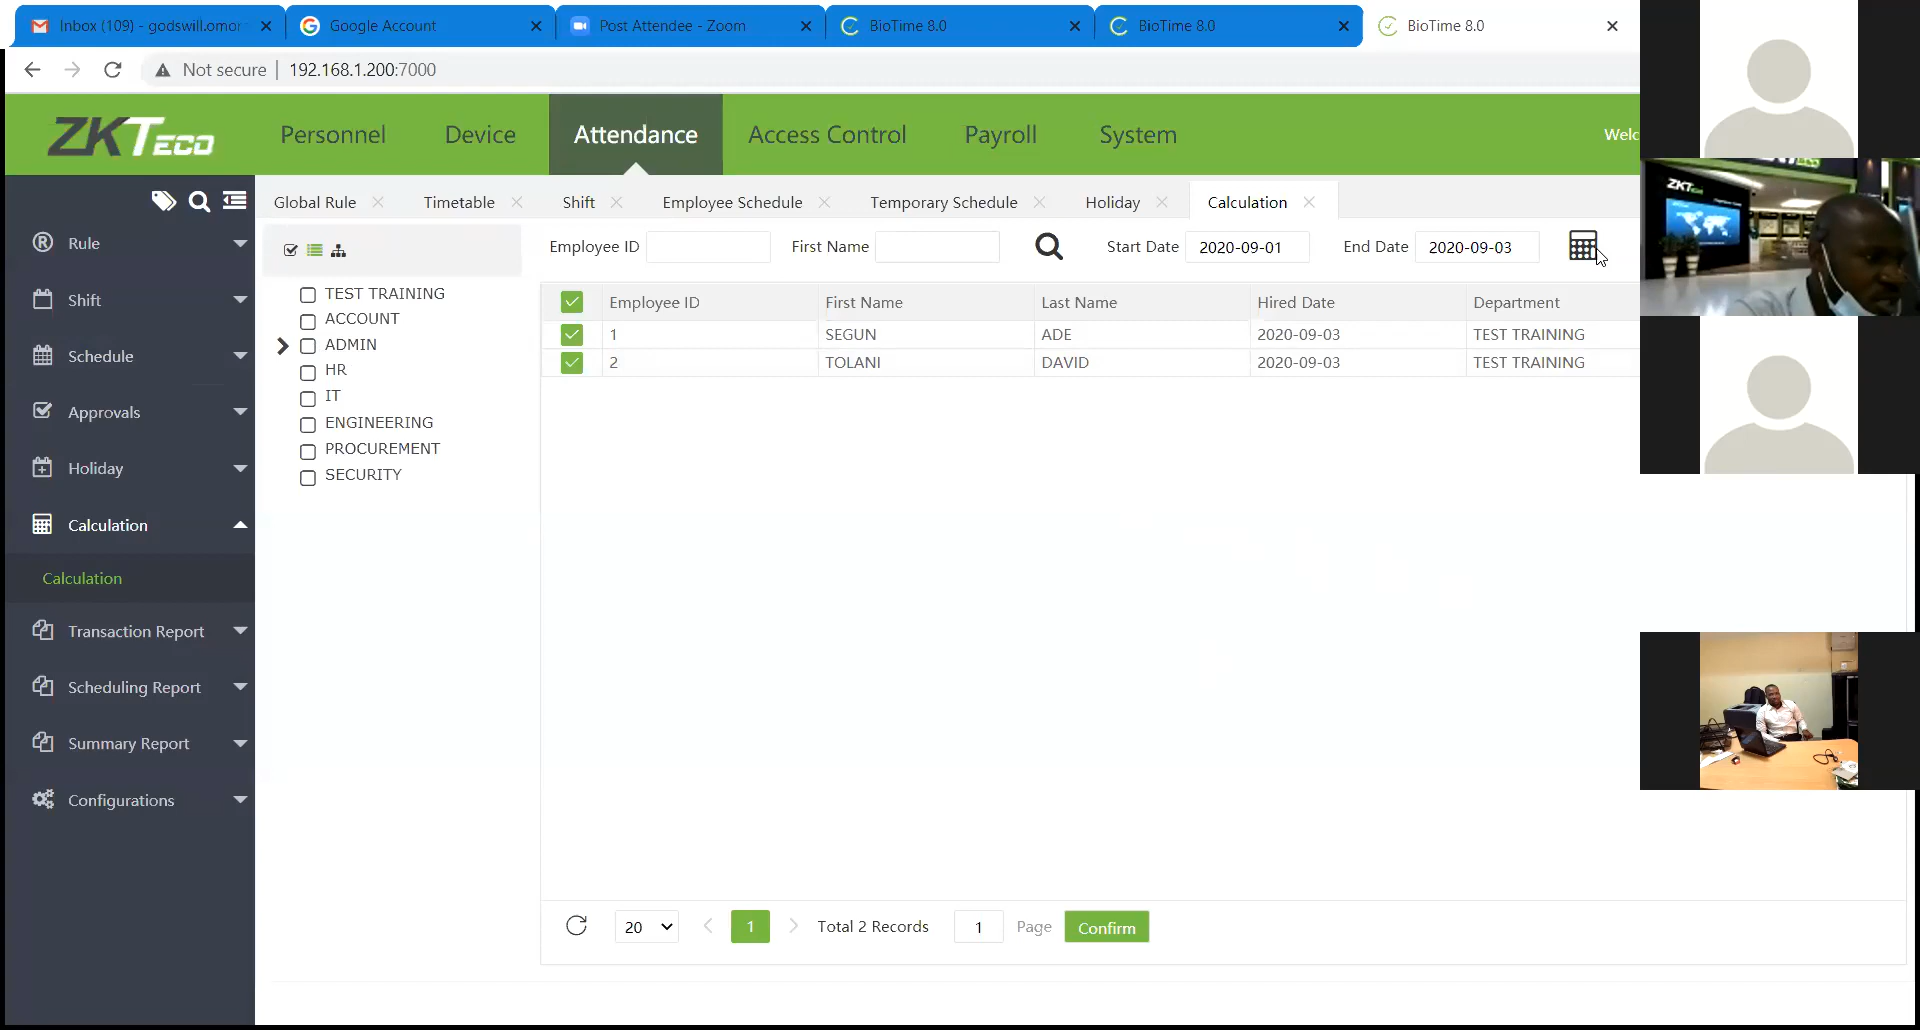 Inbox (109) - godswill.omor
Google Account
Post Attendee - Zoom
BioTime 8.0
BioTime 8.0
BioTime 8.0
Not secure
192.168.1.200:7000
ZKTECO
Personnel
Device
Attendance
Access Control
Payroll
System
Welc
Global Rule
Timetable
Shift
Employee Schedule
Temporary Schedule
Holiday
Calculation
Rule
Shift
Schedule
Approvals
Holiday
Calculation
Calculation
Transaction Report
Scheduling Report
Summary Report
Configurations
TEST TRAINING
ACCOUNT
ADMIN
HR
IT
ENGINEERING
PROCUREMENT
SECURITY
Employee ID
First Name
Start Date 2020-09-01
End Date 2020-09-03
Employee ID First Name Last Name Hired Date Department
1 SEGUN ADE 2020-09-03 TEST TRAINING
2 TOLANI DAVID 2020-09-03 TEST TRAINING
20
1
Total 2 Records
1
Page
Confirm